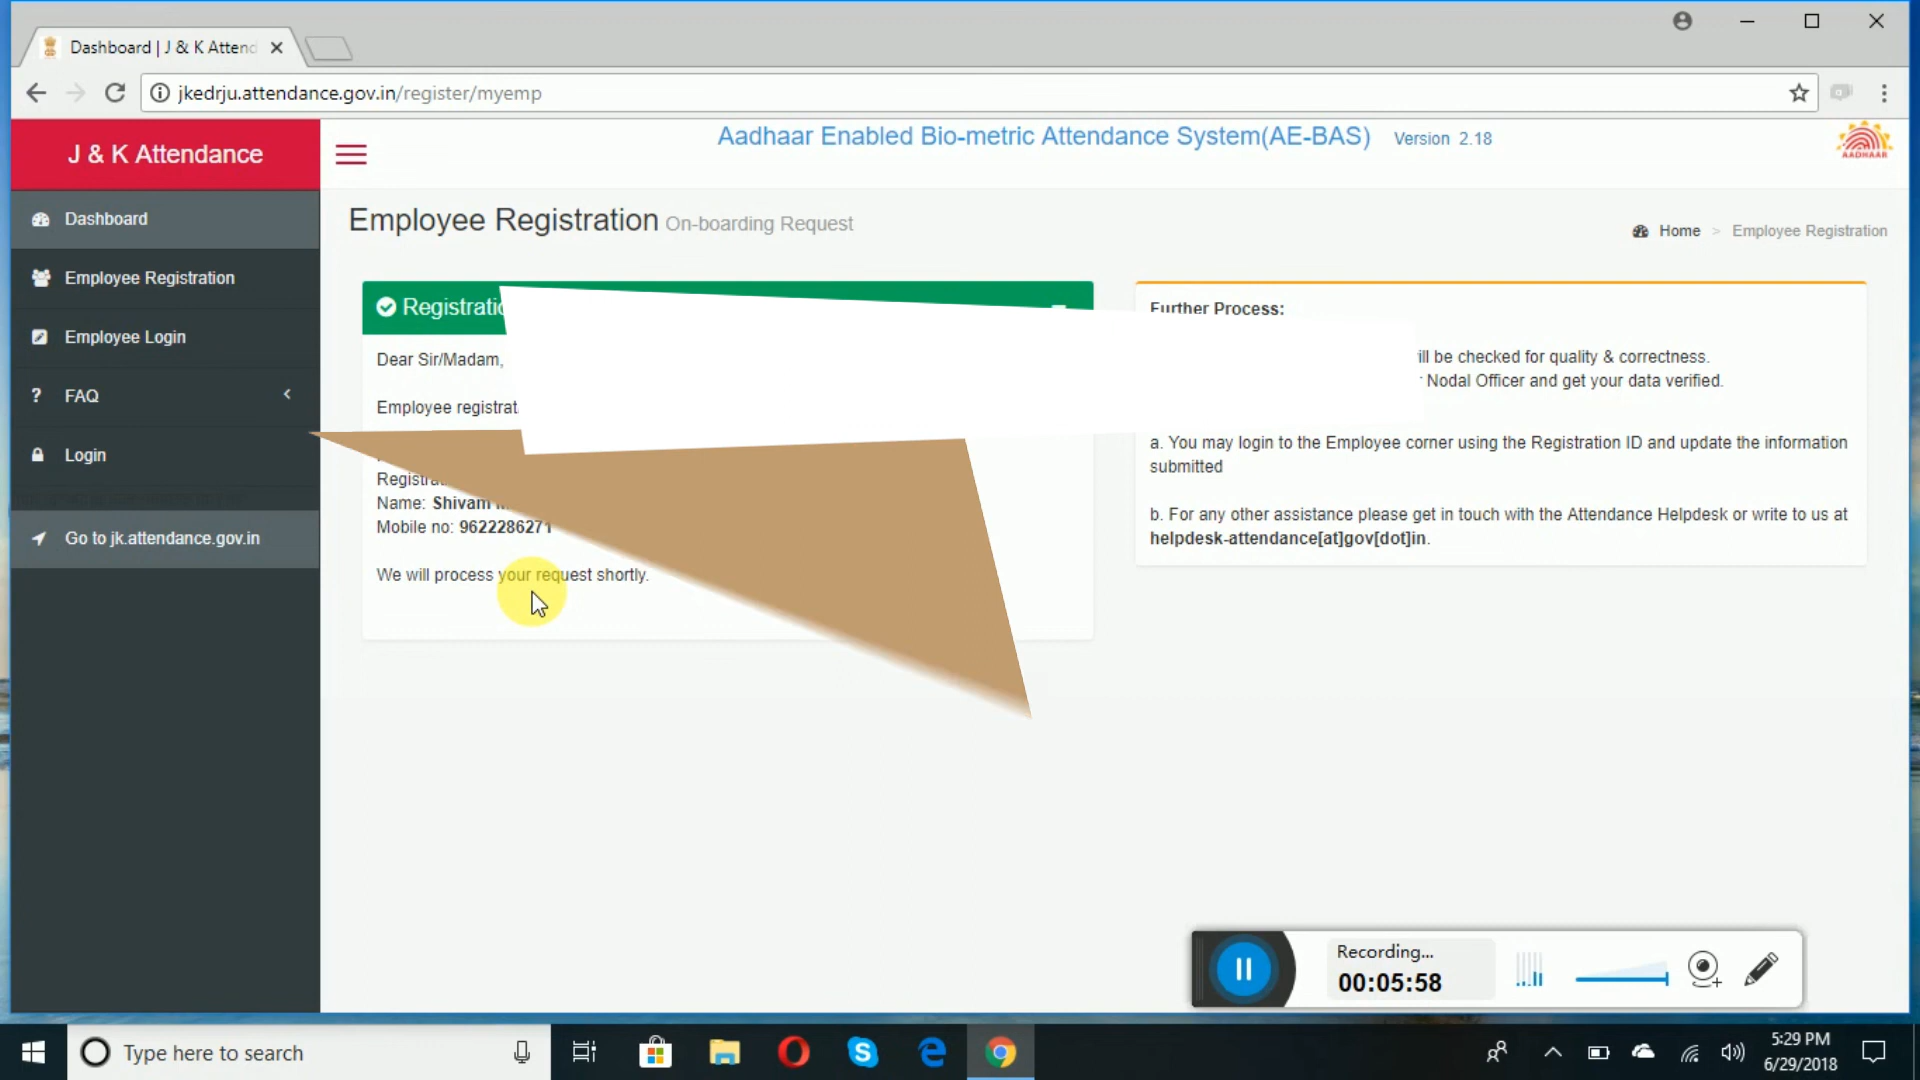 Dashboard | J & K Attend
jkedrju.attendance.gov.in/register/myemp
J & K Attendance
Aadhaar Enabled Bio-metric Attendance System(AE-BAS) Version 2.18
AADHAAR
Dashboard
Employee Registration
Employee Login
FAQ
Login
Go to jk.attendance.gov.in
Employee Registration On-boarding Request
Home > Employee Registration
Dear Sir/Madam,
Employee
Name: Shivam
Mobile no: 9622286271
We will process your request shortly.
Further Process:
be checked for quality & correctness.
Nodal Officer and get your data verified.
a. You may login to the Employee corner using the Registration ID and update the information
submitted
b. For any other assistance please get in touch with the Attendance Helpdesk or write to us at
helpdesk-attendance[at]gov[dot]in.
Recording...
00:05:58
Type here to search
5:29 PM
6/29/2018